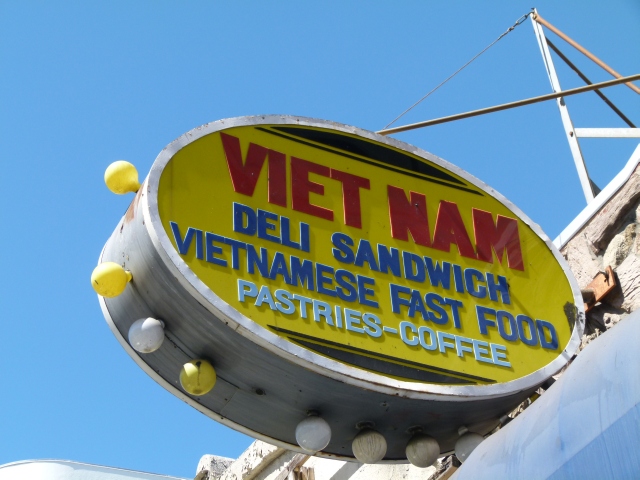 VIET NAM
DELI SANDWICH
VIETNAMESE FAST FOOD
PASTRIES-COFFEE